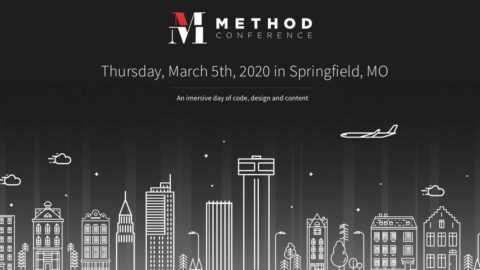 M METHOD
CONFERENCE
Thursday, March 5th, 2020 in Springfield, MO
An imersive day of code, design and content